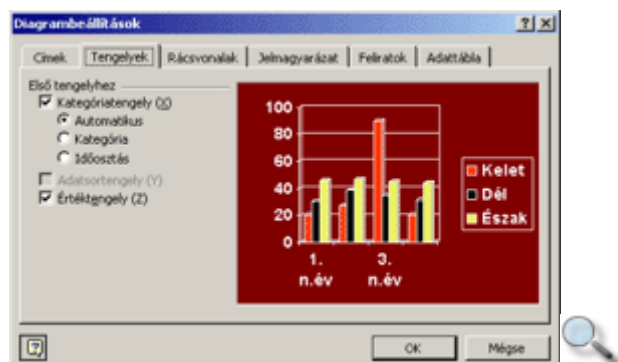 Diagrambeállítások
Címek Tengelyek Rácsvonalak Jelmagyarázat Feliratok Adattábla
Első tengelyhez
Kategóriatengely (X)
Automatikus
Kategória
Időosztás
Adatsortengely (Y)
Értéktengely (Z)
100
80
60
40
20
0
1. 3.
n.év n.év
Kelet
Dél
Észak
OK Mégse